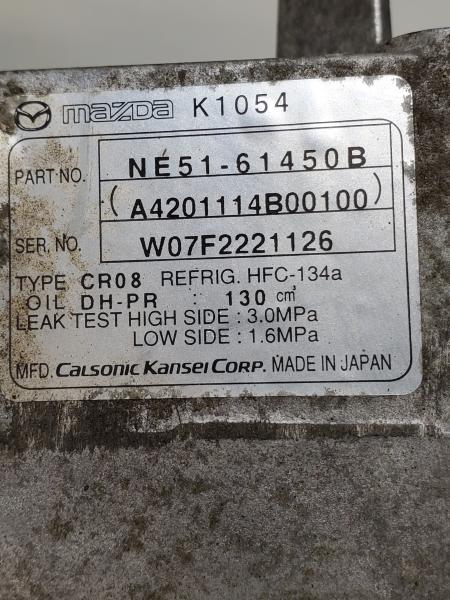 mazda K1054
PART NO. NE51-61450B
(A4201114B00100)
SER. NO. W07F2221126
TYPE CR08 REFRIG. HFC-134a
OIL DH-PR : 130 cm³
LEAK TEST HIGH SIDE : 3.0MPa
LOW SIDE : 1.6MPa
MFD. CALSONIC KANSEI CORP. MADE IN JAPAN